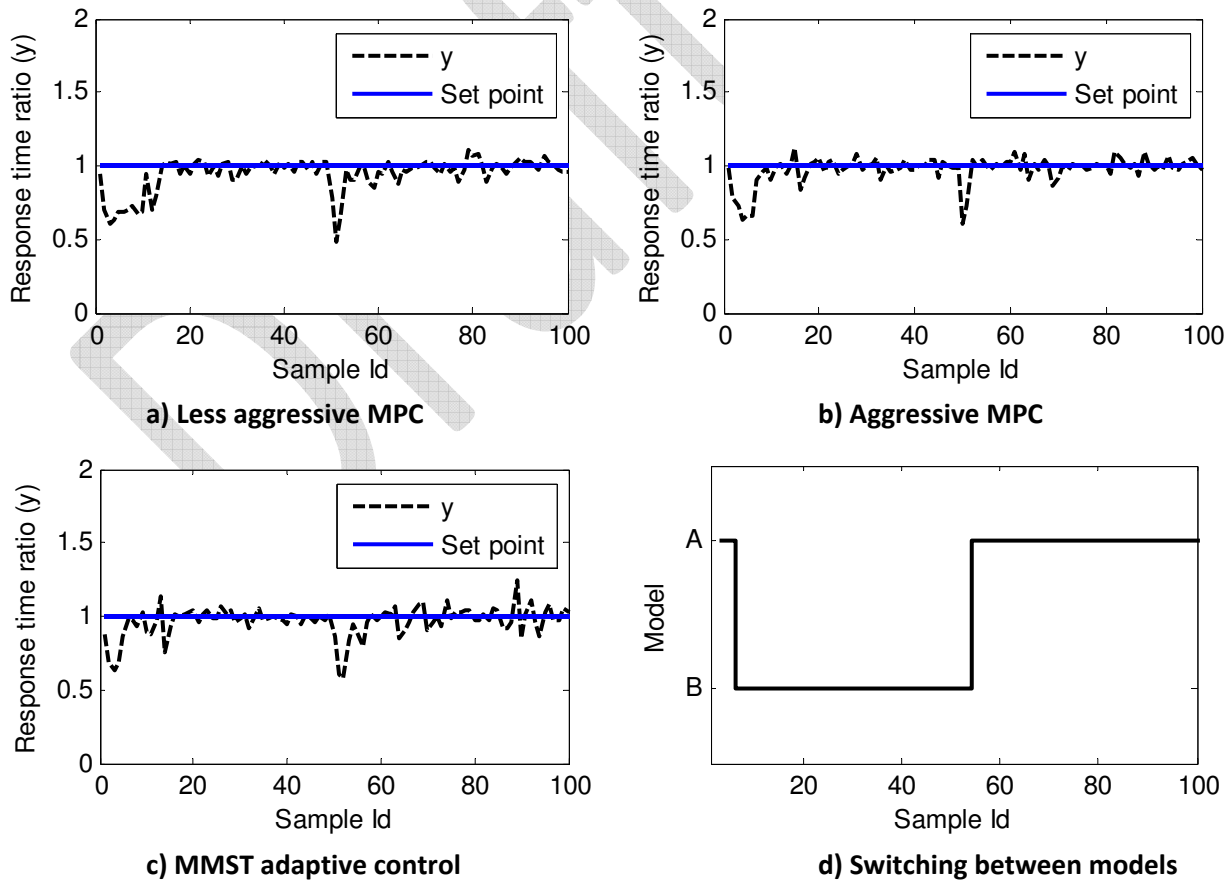 2
1.5
1
0.5
0
0 20 40 60 80 100
Response time ratio (y)
Sample Id
y
Set point
a) Less aggressive MPC
2
1.5
1
0.5
0
0 20 40 60 80 100
Response time ratio (y)
Sample Id
y
Set point
b) Aggressive MPC
2
1.5
1
0.5
0
0 20 40 60 80 100
Response time ratio (y)
Sample Id
y
Set point
c) MMST adaptive control
A
B
Model
20 40 60 80 100
Sample Id
d) Switching between models